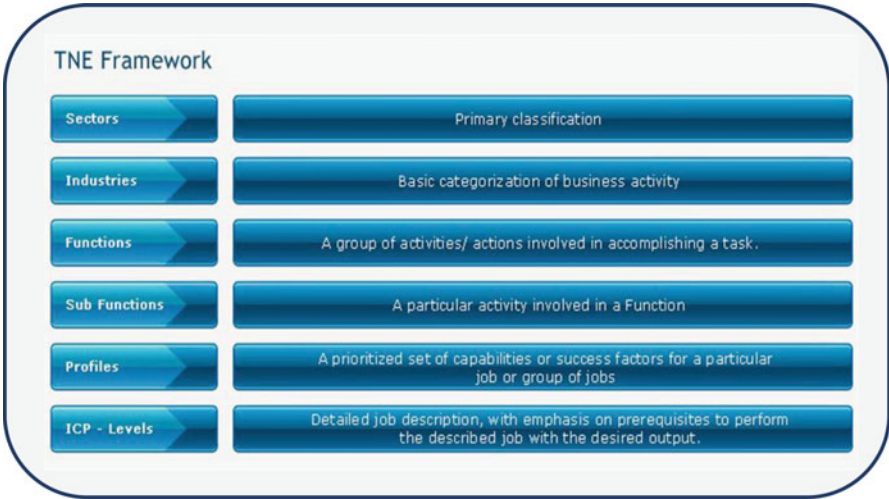 TNE Framework
Sectors
Primary classification
Industries
Basic categorization of business activity
Functions
A group of activities/ actions involved in accomplishing a task.
Sub Functions
A particular activity involved in a Function
Profiles
A prioritized set of capabilities or success factors for a particular
job or group of jobs
ICP - Levels
Detailed job description, with emphasis on prerequisites to perform
the described job with the desired output.